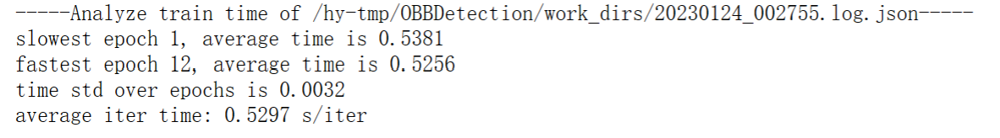 -----Analyze train time of /hy-tmp/OBBDetection/work_dirs/20230124_002755.log.json-----
slowest epoch 1, average time is 0.5381
fastest epoch 12, average time is 0.5256
time std over epochs is 0.0032
average iter time: 0.5297 s/iter